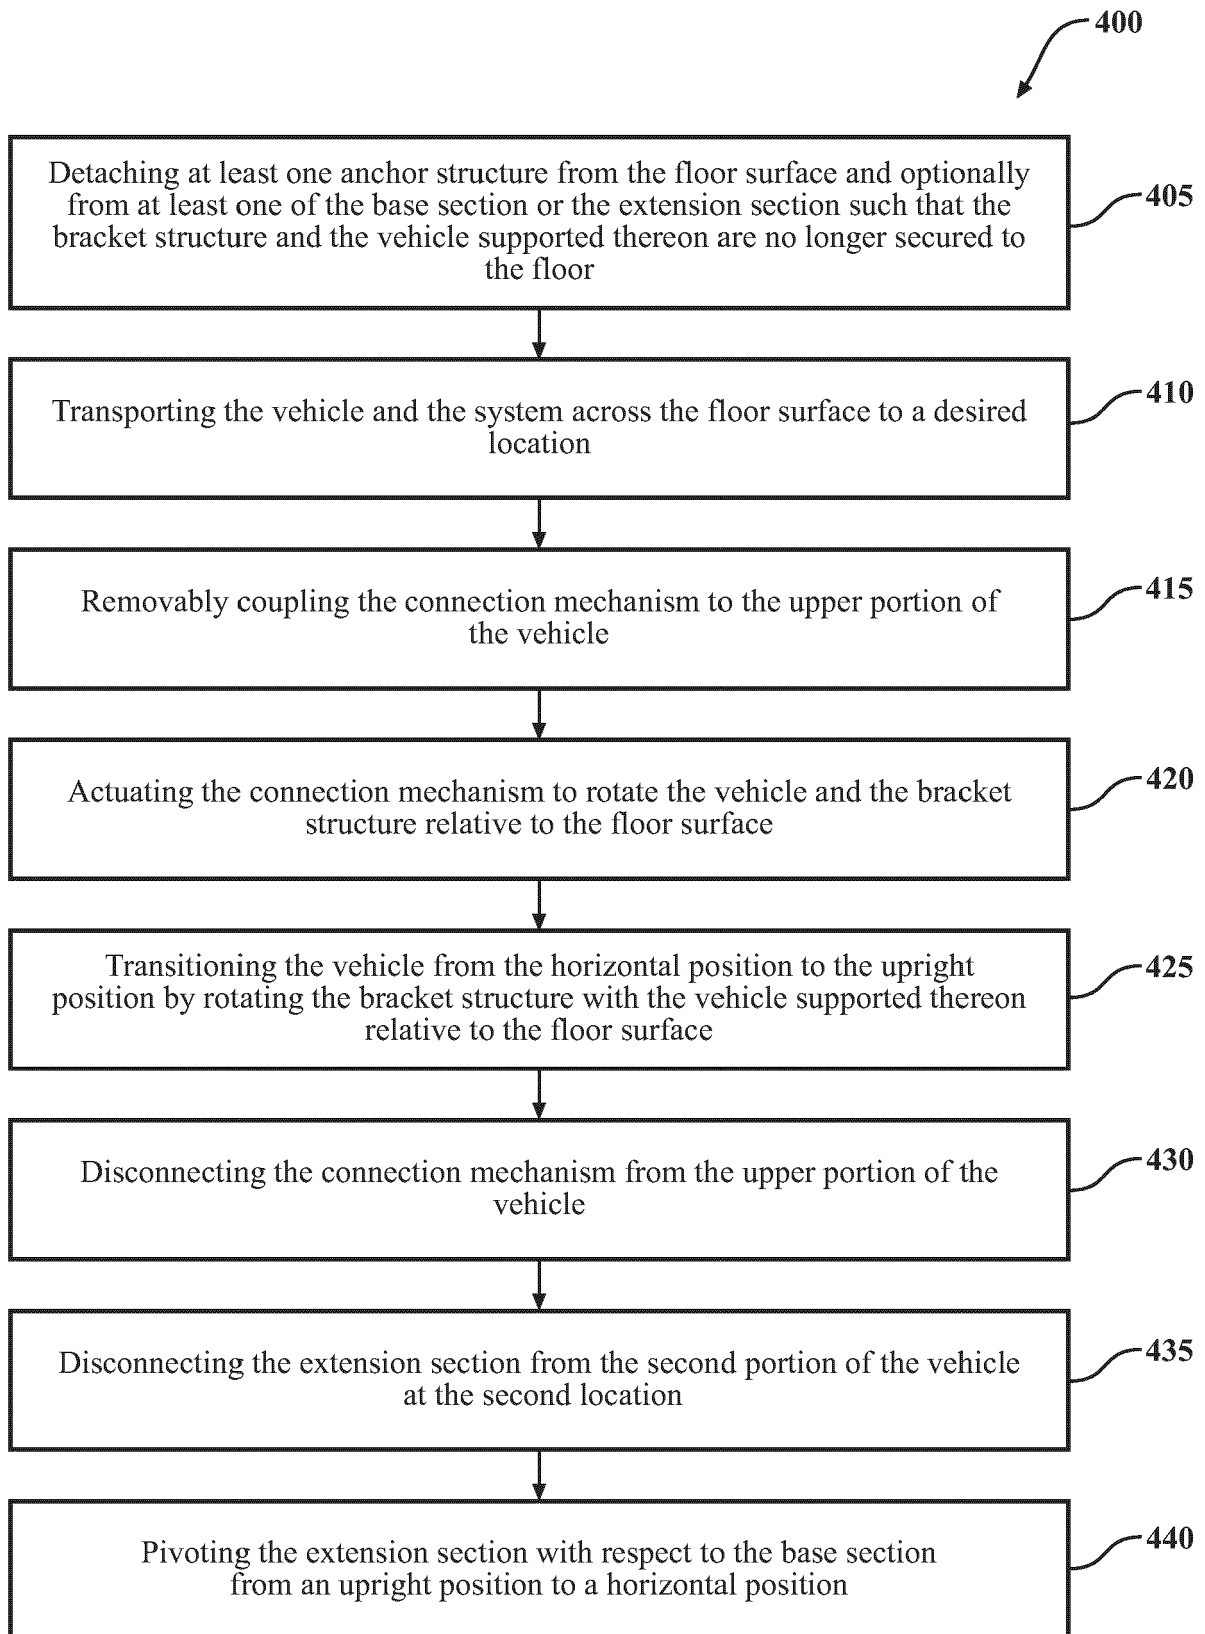 400
Detaching at least one anchor structure from the floor surface and optionally
from at least one of the base section or the extension section such that the
bracket structure and the vehicle supported thereon are no longer secured to
the floor
405
Transporting the vehicle and the system across the floor surface to a desired
location
410
Removably coupling the connection mechanism to the upper portion of
the vehicle
415
Actuating the connection mechanism to rotate the vehicle and the bracket
structure relative to the floor surface
420
Transitioning the vehicle from the horizontal position to the upright
position by rotating the bracket structure with the vehicle supported thereon
relative to the floor surface
425
Disconnecting the connection mechanism from the upper portion of the
vehicle
430
Disconnecting the extension section from the second portion of the vehicle
at the second location
435
Pivoting the extension section with respect to the base section
from an upright position to a horizontal position
440